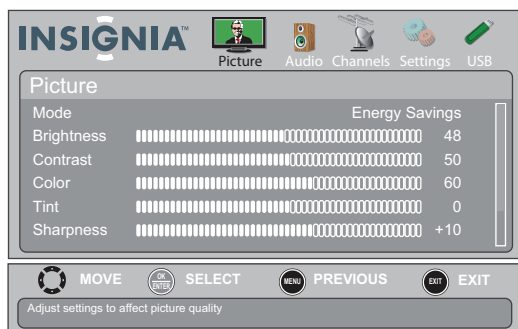 INSIGNIA™
Picture Audio Channels Settings USB
Picture
Mode Energy Savings
Brightness 48
Contrast 50
Color 60
Tint 0
Sharpness +10
MOVE OK ENTER SELECT MENU PREVIOUS EXIT EXIT
Adjust settings to affect picture quality